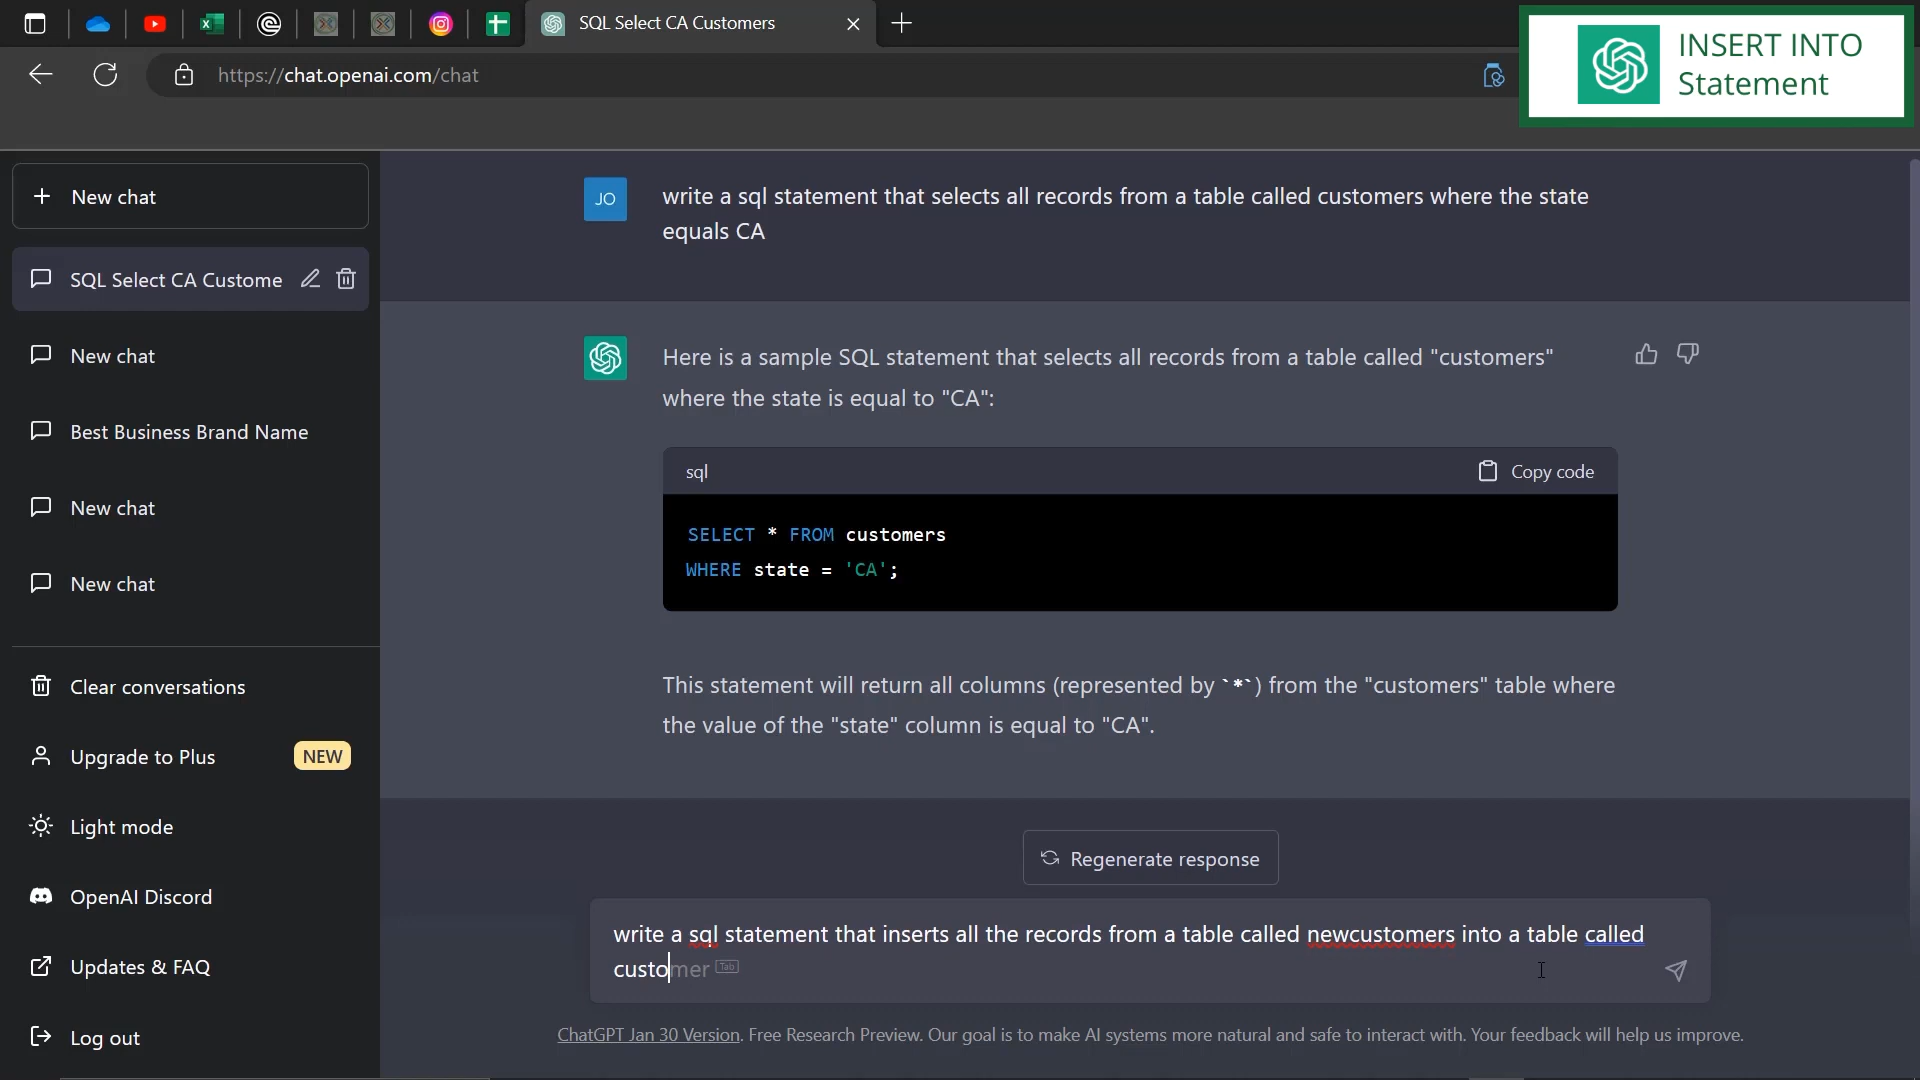 SQL Select CA Customers
https://chat.openai.com/chat
INSERT INTO
Statement
New chat
SQL Select CA Custome
New chat
Best Business Brand Name
New chat
New chat
Clear conversations
Upgrade to Plus
NEW
Light mode
OpenAI Discord
Updates & FAQ
Log out
JO
write a sql statement that selects all records from a table called customers where the state
equals CA
Here is a sample SQL statement that selects all records from a table called "customers"
where the state is equal to "CA":
sql
Copy code
SELECT * FROM customers
WHERE state = 'CA';
This statement will return all columns (represented by `*`) from the "customers" table where
the value of the "state" column is equal to "CA".
Regenerate response
write a sql statement that inserts all the records from a table called newcustomers into a table called
customer Tab
ChatGPT Jan 30 Version. Free Research Preview. Our goal is to make AI systems more natural and safe to interact with. Your feedback will help us improve.